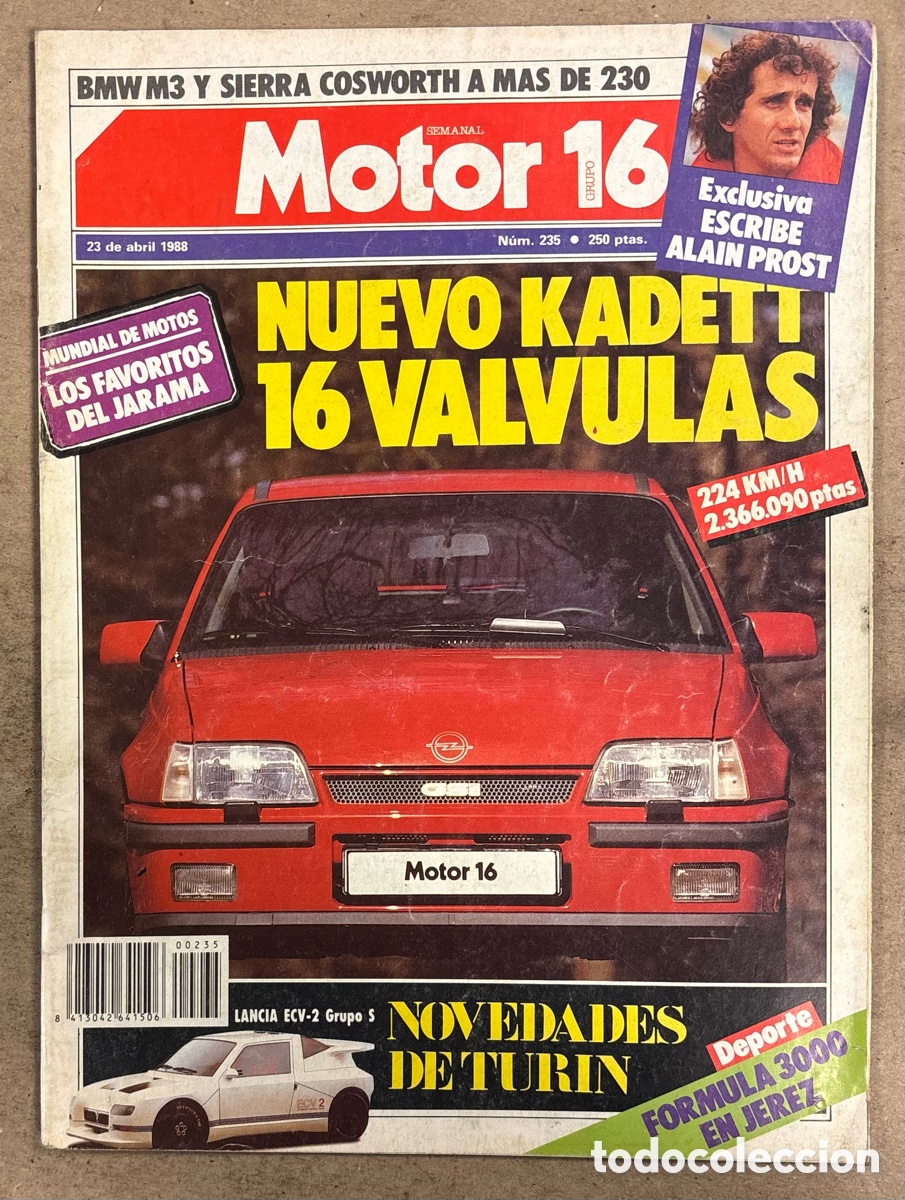 BMW M3 Y SIERRA COSWORTH A MAS DE 230
SEMANAL
Motor 16
GRUPO
Exclusiva
ESCRIBE
ALAIN PROST
23 de abril 1988
Núm. 235 ● 250 ptas.
NUEVO KADETT
16 VALVULAS
MUNDIAL DE MOTOS
LOS FAVORITOS
DEL JARAMA
224 KM/H
2.366.090 ptas
GSI
Motor 16
00235
8 413042 641506
LANCIA ECV-2 Grupo S
NOVEDADES
DE TURIN
ECV 2
Deporte
FORMULA 3000
EN JEREZ
todocoleccion